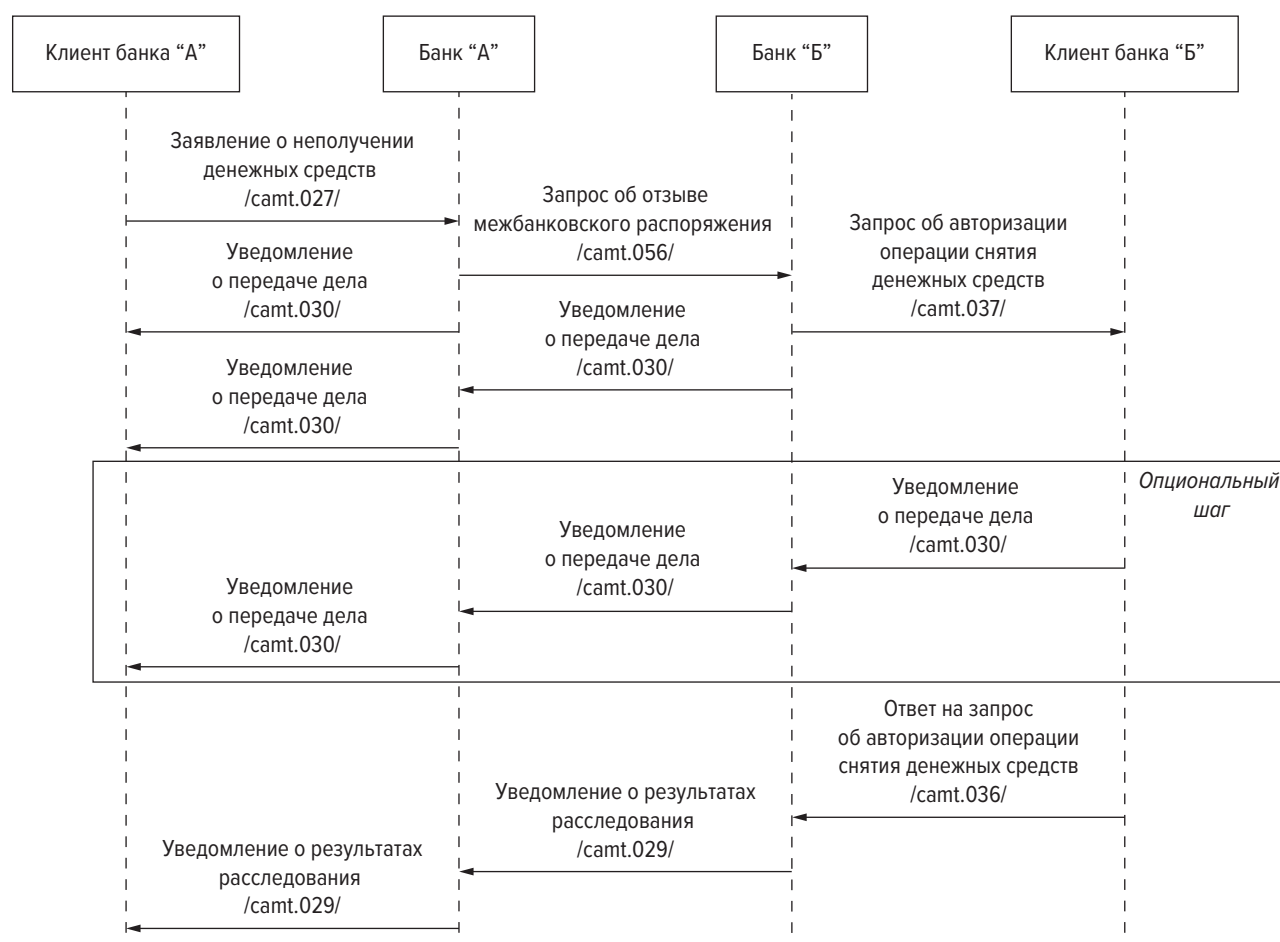 Клиент банка “А”
Банк “А”
Банк “Б”
Клиент банка “Б”
Заявление о неполучении
денежных средств
/camt.027/
Запрос об отзыве
межбанковского распоряжения
/camt.056/
Запрос об авторизации
операции снятия
денежных средств
/camt.037/
Уведомление
о передаче дела
/camt.030/
Уведомление
о передаче дела
/camt.030/
Уведомление
о передаче дела
/camt.030/
Опциональный
шаг
Уведомление
о передаче дела
/camt.030/
Уведомление
о передаче дела
/camt.030/
Уведомление
о передаче дела
/camt.030/
Ответ на запрос
об авторизации операции
снятия денежных средств
/camt.036/
Уведомление о результатах
расследования
/camt.029/
Уведомление о результатах
расследования
/camt.029/